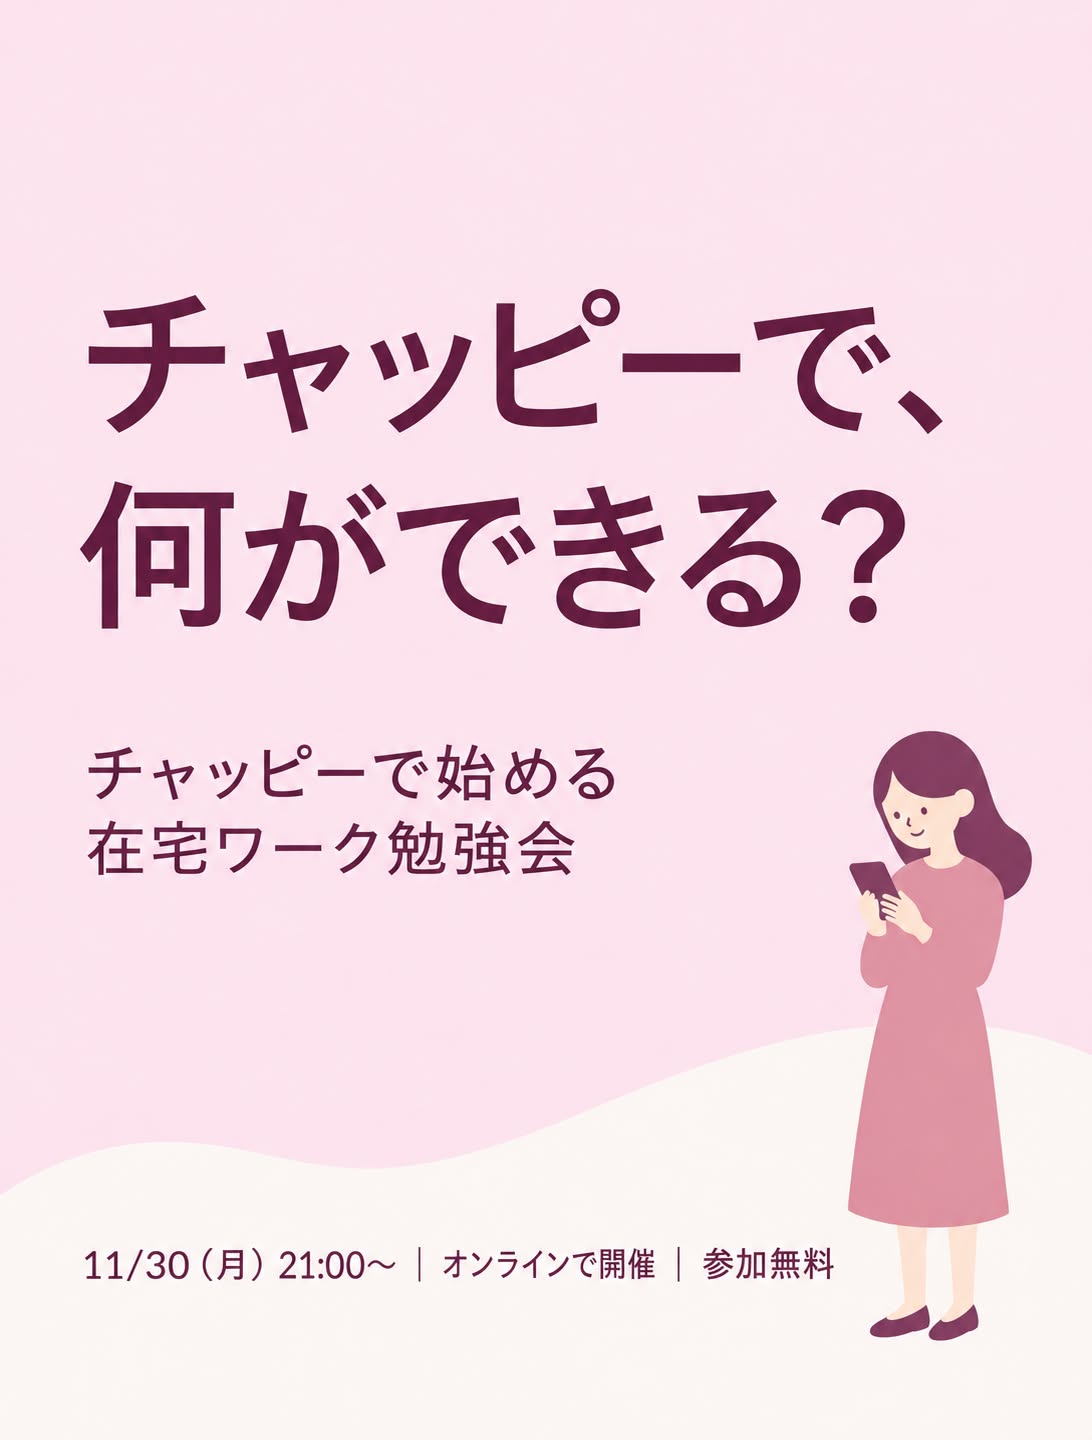 チャッピーで、
何ができる？
チャッピーで始める
在宅ワーク勉強会
11/30（月）21:00〜｜オンラインで開催｜参加無料